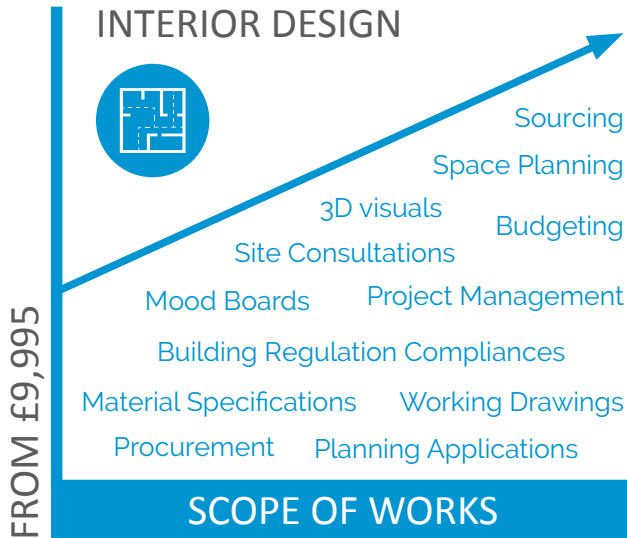 INTERIOR DESIGN
Sourcing
Space Planning
3D visuals
Budgeting
Site Consultations
Mood Boards
Project Management
Building Regulation Compliances
Material Specifications
Working Drawings
Procurement
Planning Applications
FROM £9,995
SCOPE OF WORKS